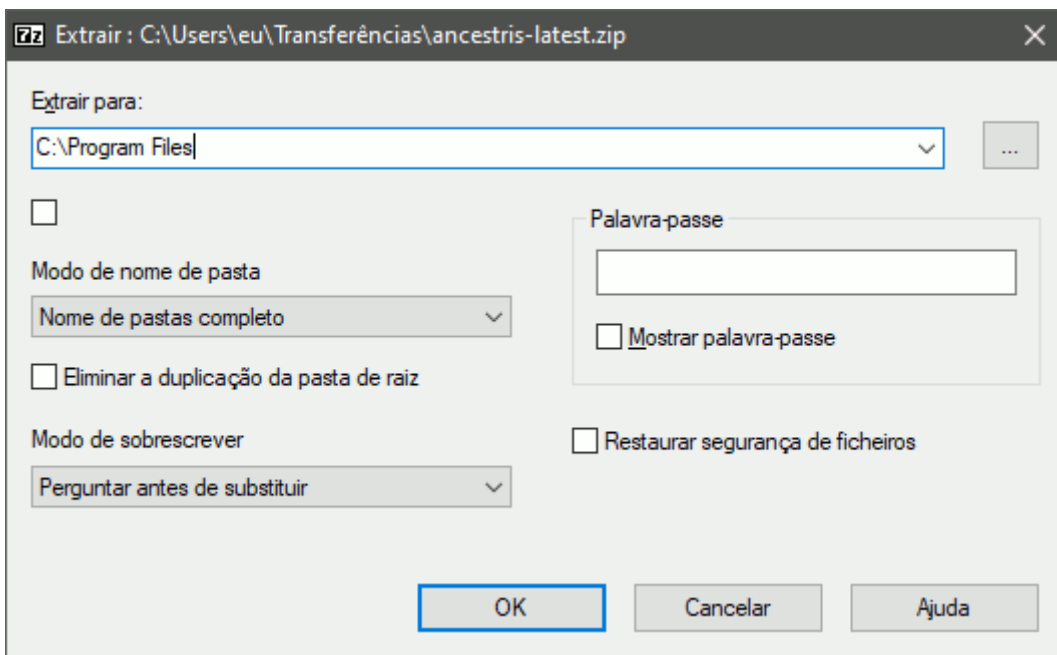 7z Extrair : C:\Users\eu\Transferências\ancestris-latest.zip
Extrair para:
C:\Program Files
...
Palavra-passe
Modo de nome de pasta
Nome de pastas completo
Mostrar palavra-passe
Eliminar a duplicação da pasta de raiz
Modo de sobrescrever
Restaurar segurança de ficheiros
Perguntar antes de substituir
OK Cancelar Ajuda